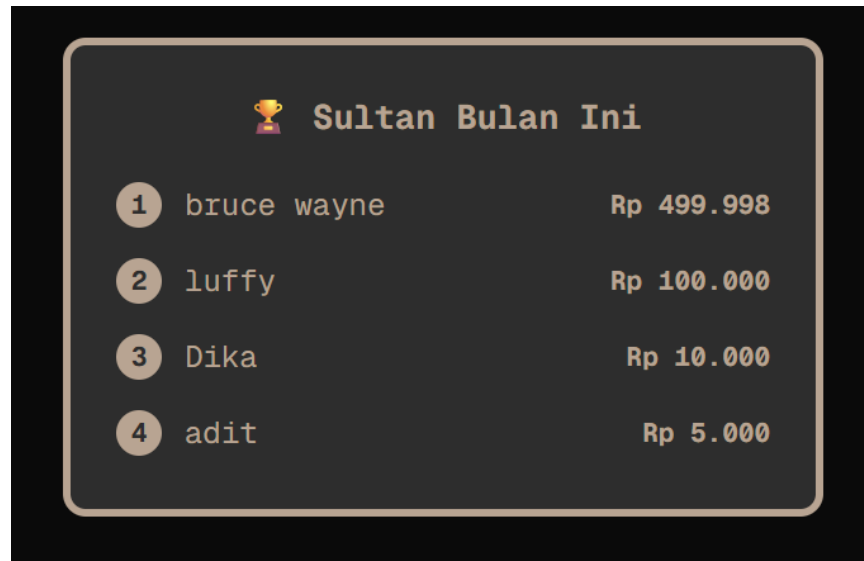 🏆 Sultan Bulan Ini
1 bruce wayne Rp 499.998
2 luffy Rp 100.000
3 Dika Rp 10.000
4 adit Rp 5.000